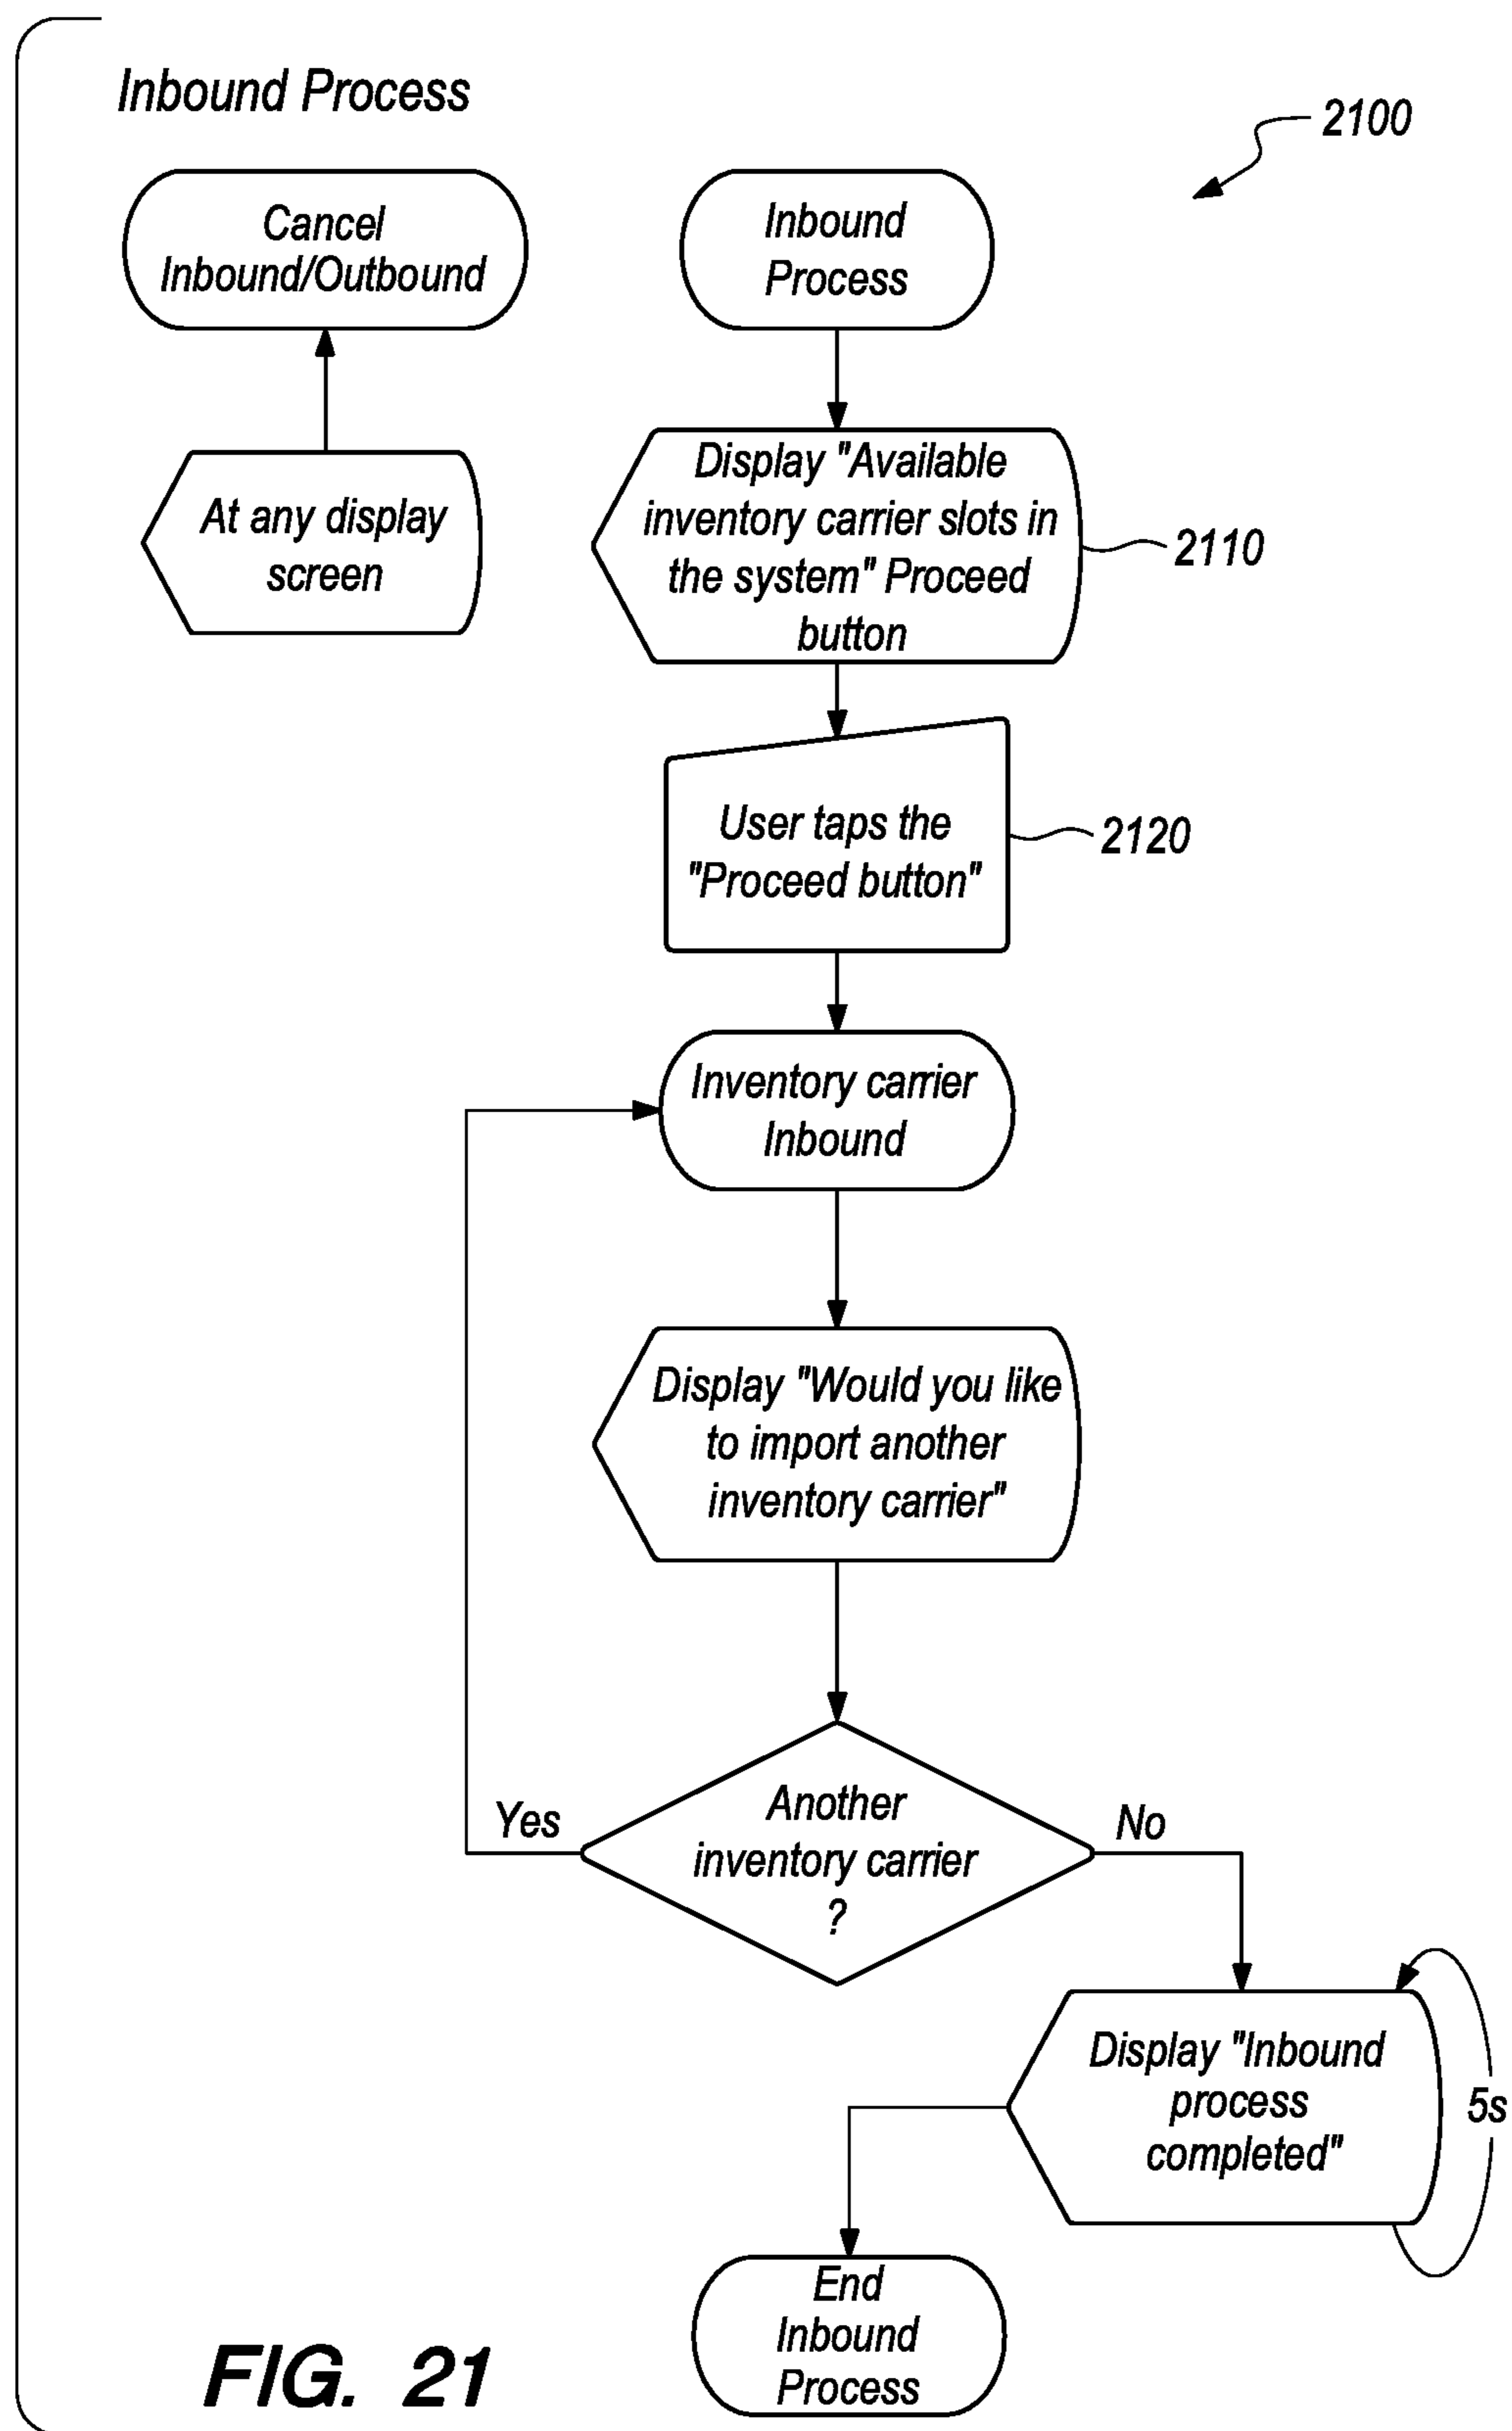 Inbound Process
2100
Cancel
Inbound/Outbound
At any display
screen
Inbound
Process
Display "Available
inventory carrier slots in
the system" Proceed
button
2110
User taps the
"Proceed button"
2120
Inventory carrier
Inbound
Display "Would you like
to import another
inventory carrier"
Another
inventory carrier
?
Yes
No
Display "Inbound
process
completed"
5s
End
Inbound
Process
FIG. 21